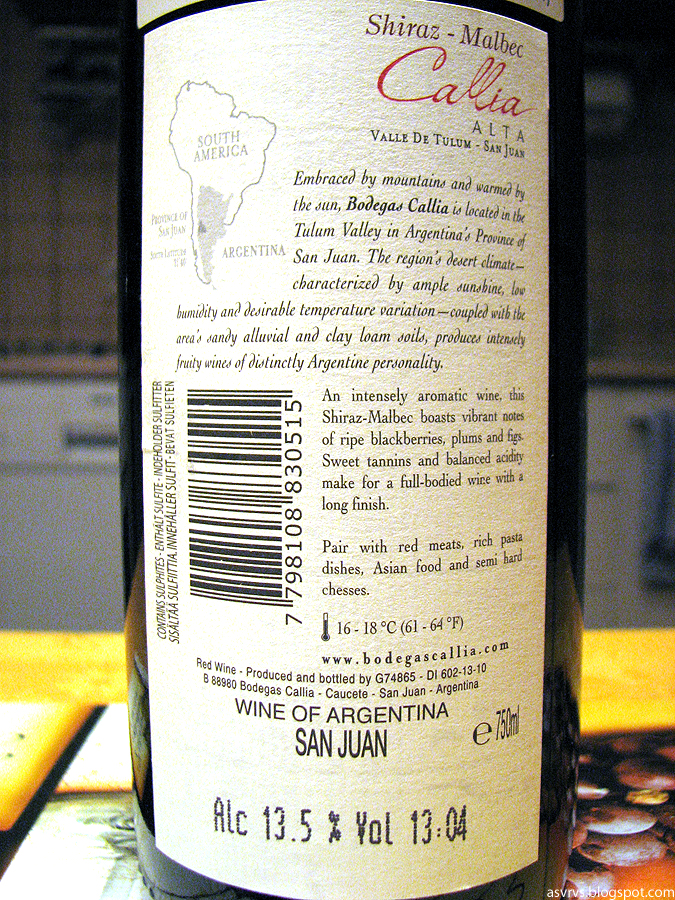 Shiraz - Malbec
Callia
ALTA
VALLE DE TULUM - SAN JUAN
SOUTH
AMERICA
PROVINCE OF
SAN JUAN
SOUTH LATITUDE
ARGENTINA
Embraced by mountains and warmed by
the sun, Bodegas Callia is located in the
Tulum Valley in Argentina's Province of
San Juan. The region's desert climate—
characterized by ample sunshine, low
humidity and desirable temperature variation—coupled with the
area's sandy alluvial and clay loam soils, produces intensely
fruity wines of distinctly Argentine personality.
CONTAINS SULPHITES - ENTHÄLT SULFITE - INDEHOLDER SULFITTER
SISÄLTÄÄ SULFIITTIA. INNEHÅLLER SULFIT - BEVAT SULFIETEN
7 798108 830515
An intensely aromatic wine, this
Shiraz-Malbec boasts vibrant notes
of ripe blackberries, plums and figs.
Sweet tannins and balanced acidity
make for a full-bodied wine with a
long finish.
Pair with red meats, rich pasta
dishes, Asian food and semi hard
chesses.
16 - 18 °C (61 - 64 °F)
www.bodegascallia.com
Red Wine - Produced and bottled by G74865 - DI 602-13-10
B 88980 Bodegas Callia - Caucete - San Juan - Argentina
WINE OF ARGENTINA
SAN JUAN
e 750ml
Alc 13.5 % Vol 13:04
asvrvs.blogspot.com